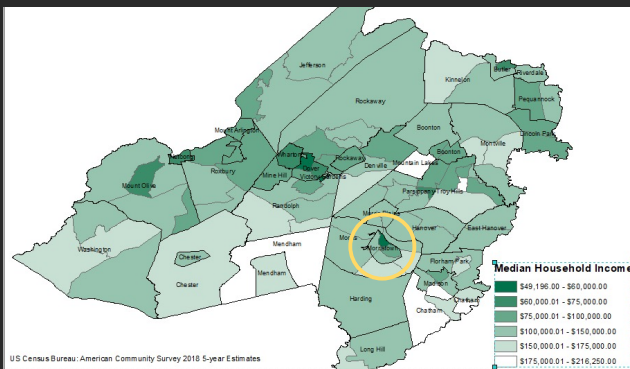 Jefferson
Kinnelon
Butler
Riverdale
Rockaway
Pequannock
Mount Arlington
Boonton
Lincoln Park
Montville
Wharton
Dover
Rockaway
Denville
Boonton
Mountain Lakes
Roxbury
Mine Hill
Mount Olive
Parsippany-Troy Hills
Randolph
Hanover
East Hanover
Washington
Mendham
Morris
Morristown
Chester
Florham Park
Mendham
Chester
Madison
Chatham
Chatham
Harding
Long Hill
Median Household Income
$49,196.00 - $60,000.00
$60,000.01 - $75,000.00
$75,000.01 - $100,000.00
$100,000.01 - $150,000.00
$150,000.01 - $175,000.00
$175,000.01 - $216,250.00
US Census Bureau: American Community Survey 2018 5-year Estimates